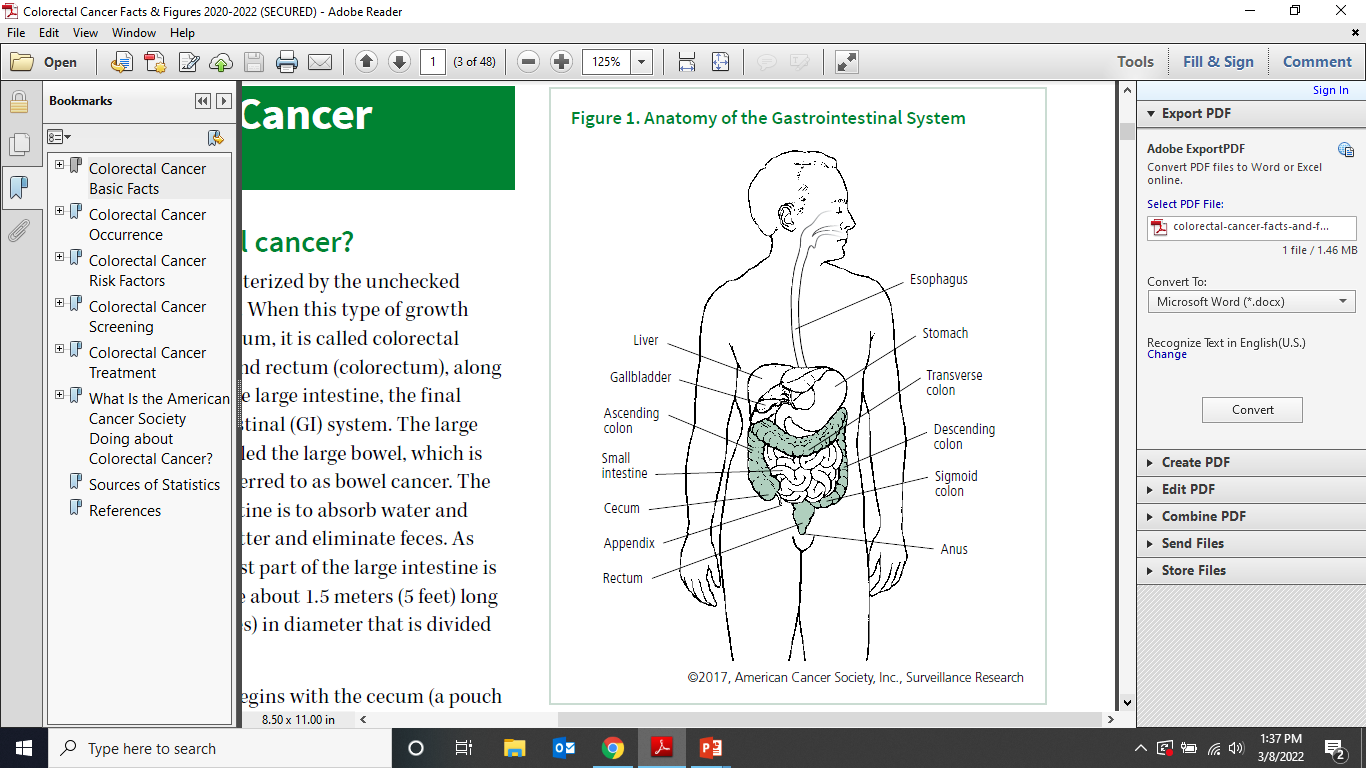 Colorectal Cancer Facts & Figures 2020-2022 (SECURED) - Adobe Reader
File Edit View Window Help
Open
1
(3 of 48)
125%
Tools
Fill & Sign
Comment
Bookmarks
Colorectal Cancer
Basic Facts
Colorectal Cancer
Occurrence
Colorectal Cancer
Risk Factors
Colorectal Cancer
Screening
Colorectal Cancer
Treatment
What Is the American
Cancer Society
Doing about
Colorectal Cancer?
Sources of Statistics
References
Cancer
l cancer?
terized by the unchecked
When this type of growth
um, it is called colorectal
nd rectum (colorectum), along
e large intestine, the final
stinal (GI) system. The large
led the large bowel, which is
erred to as bowel cancer. The
tine is to absorb water and
tter and eliminate feces. As
st part of the large intestine is
e about 1.5 meters (5 feet) long
s) in diameter that is divided
egins with the cecum (a pouch
8.50 x 11.00 in
Figure 1. Anatomy of the Gastrointestinal System
Esophagus
Stomach
Transverse
colon
Descending
colon
Sigmoid
colon
Anus
Liver
Gallbladder
Ascending
colon
Small
intestine
Cecum
Appendix
Rectum
©2017, American Cancer Society, Inc., Surveillance Research
Sign In
Export PDF
Adobe ExportPDF
Convert PDF files to Word or Excel
online.
Select PDF File:
colorectal-cancer-facts-and-f...
1 file / 1.46 MB
Convert To:
Microsoft Word (*.docx)
Recognize Text in English(U.S.)
Change
Convert
Create PDF
Edit PDF
Combine PDF
Send Files
Store Files
Type here to search
1:37 PM
3/8/2022
2